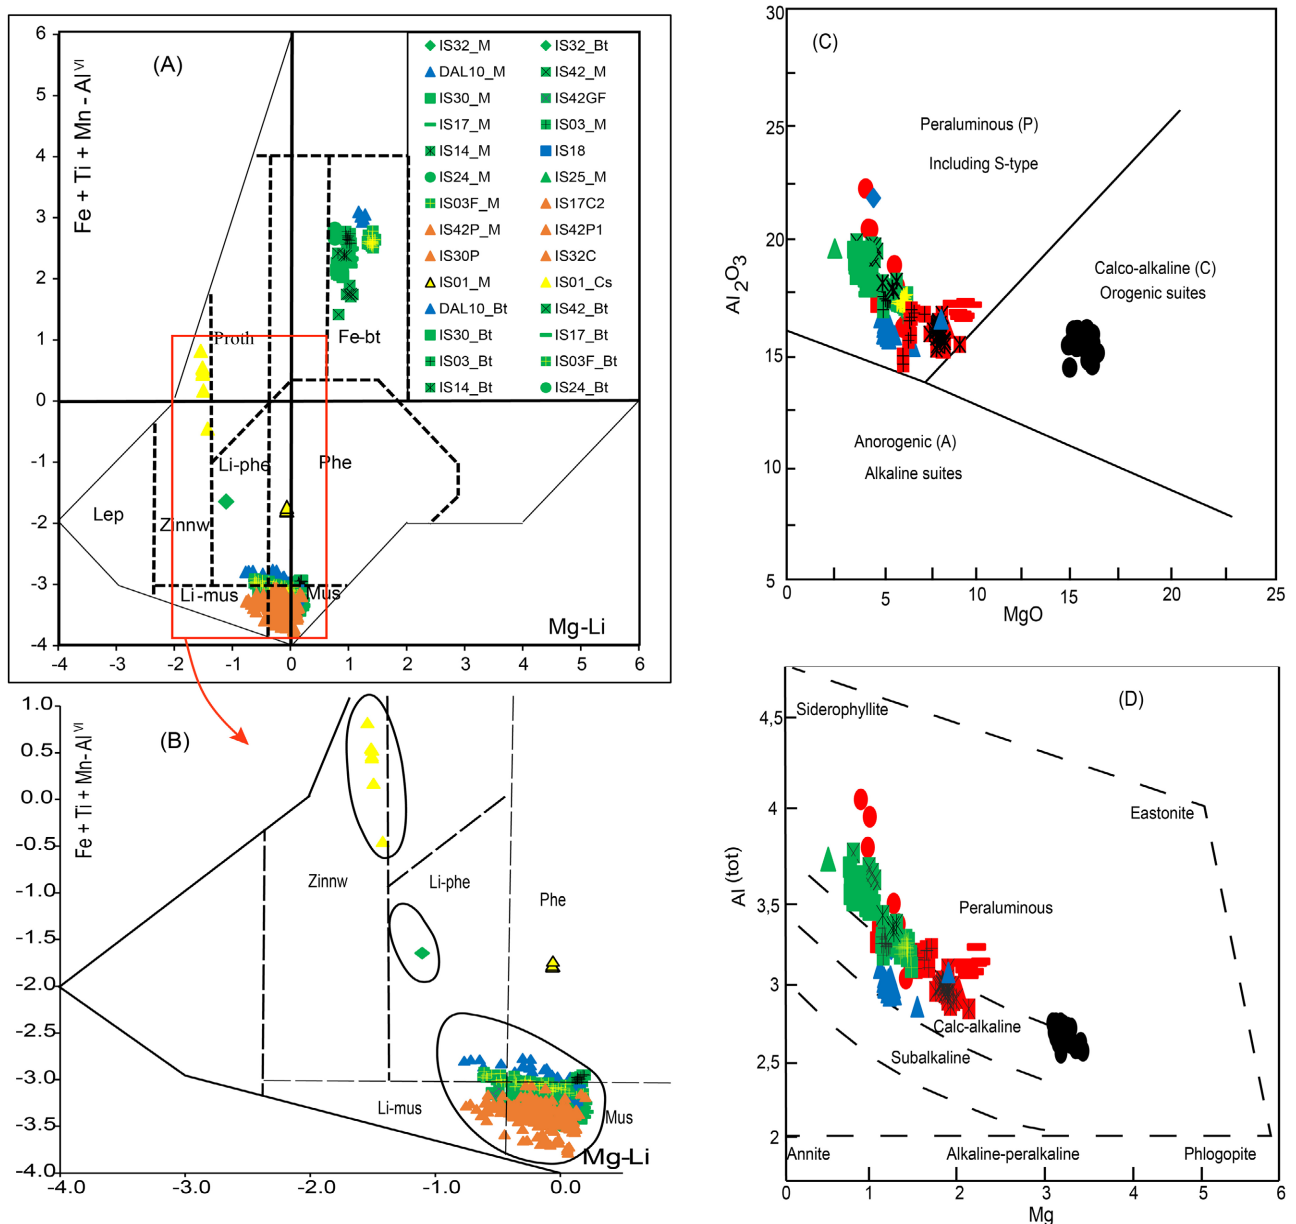 (A)
Fe + Ti + Mn - Al VI
6
5
4
3
2
1
0
-1
-2
-3
-4
IS32_M
IS32_Bt
DAL10_M
IS42_M
IS30_M
IS42GF
IS17_M
IS03_M
IS14_M
IS18
IS24_M
IS25_M
IS03F_M
IS17C2
IS42P_M
IS42P1
IS30P
IS32C
IS01_M
IS01_Cs
DAL10_Bt
IS42_Bt
IS30_Bt
IS17_Bt
IS03_Bt
IS03F_Bt
IS14_Bt
IS24_Bt
Proth
Fe-bt
Li-phe
Phe
Lep
Zinnw
Li-mus
Mus
Mg-Li
-4 -3 -2 -1 0 1 2 3 4 5 6
(B)
Fe + Ti + Mn- Al VI
1.0
0.5
0.0
-0.5
-1.0
-1.5
-2.0
-2.5
-3.0
-3.5
-4.0
Zinnw
Li-phe
Phe
Li-mus
Mus
Mg-Li
-4.0 -3.0 -2.0 -1.0 0.0
(C)
Al2O3
30
25
20
15
10
5
Peraluminous (P)
Including S-type
Calco-alkaline (C)
Orogenic suites
Anorogenic (A)
Alkaline suites
0 5 10 15 20 25
MgO
(D)
Al (tot)
4,5
4
3,5
3
2,5
2
Siderophyllite
Eastonite
Peraluminous
Calc-alkaline
Subalkaline
Annite
Alkaline-peralkaline
Phlogopite
0 1 2 3 4 5 6
Mg